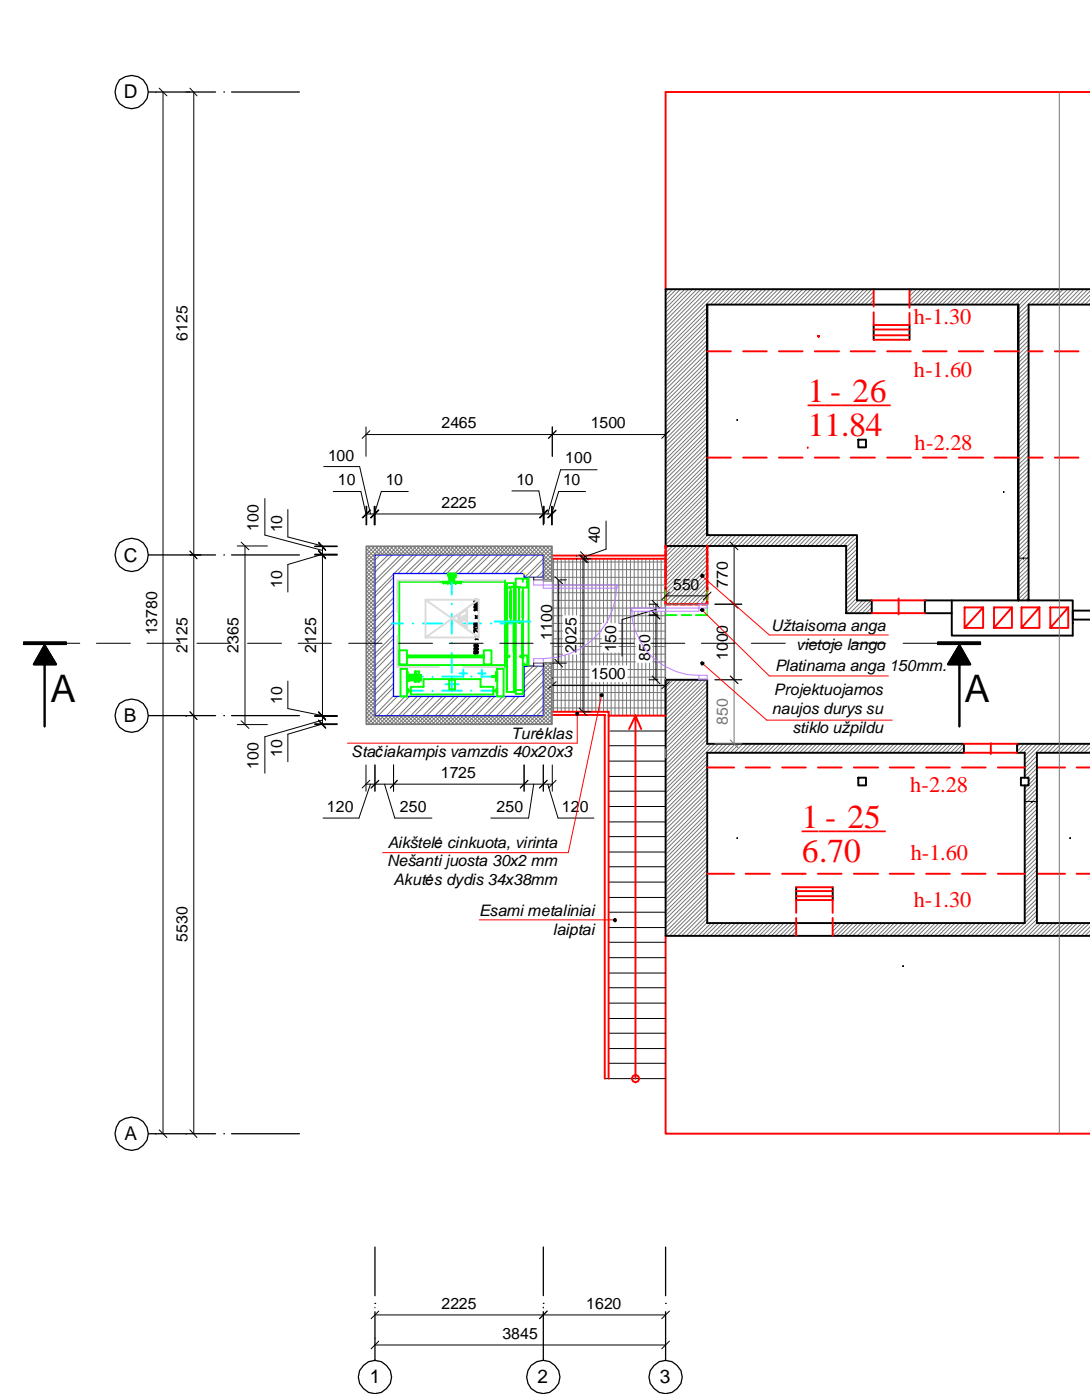 D
6125
13780
h-1.30
h-1.60
1 - 26
11.84
h-2.28
2465
1500
100
100
10
10
10
10
2225
100
10
40
C
10
550
770
2125
2365
2125
1100
2025
150
850
1000
Užtaisoma anga
vietoje lango
Platinama anga 150mm.
1500
A
A
Projektuojamos
naujos durys su
stiklo užpildu
850
B
10
100
10
Turėklas
Stačiakampis vamzdis 40x20x3
1725
120
250
250
120
h-2.28
1 - 25
6.70
h-1.60
h-1.30
Aikštelė cinkuota, virinta
Nešanti juosta 30x2 mm
Akutės dydis 34x38mm
Esami metaliniai
laiptai
5530
A
2225
1620
3845
1
2
3